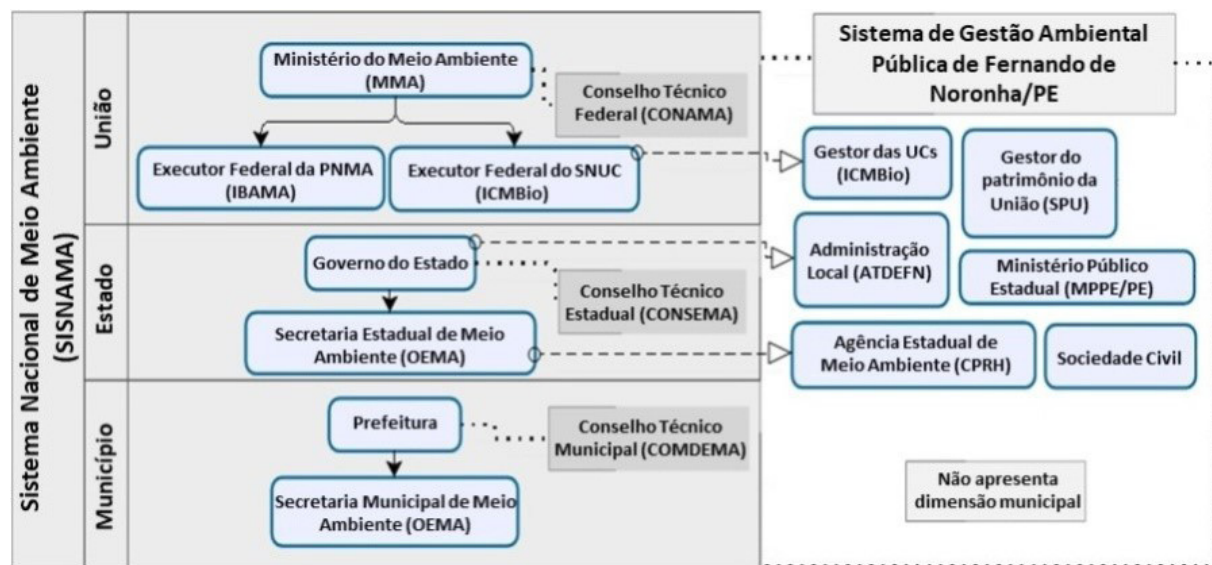 Sistema Nacional de Meio Ambiente
(SISNAMA)
União
Ministério do Meio Ambiente
(MMA)
Conselho Técnico
Federal (CONAMA)
Executor Federal da PNMA
(IBAMA)
Executor Federal do SNUC
(ICMBio)
Estado
Governo do Estado
Conselho Técnico
Estadual (CONSEMA)
Secretaria Estadual de Meio
Ambiente (OEMA)
Município
Prefeitura
Conselho Técnico
Municipal (COMDEMA)
Secretaria Municipal de Meio
Ambiente (OEMA)
Sistema de Gestão Ambiental
Pública de Fernando de
Noronha/PE
Gestor das UCs
(ICMBio)
Gestor do
patrimônio da
União (SPU)
Administração
Local (ATDEFN)
Ministério Público
Estadual (MPPE/PE)
Agência Estadual de
Meio Ambiente (CPRH)
Sociedade Civil
Não apresenta
dimensão municipal